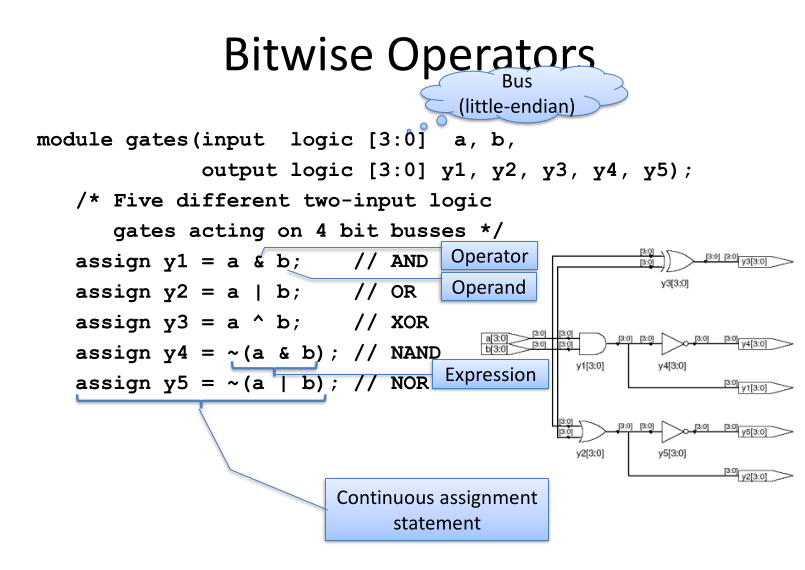 Bitwise Operators
Bus
(little-endian)
module gates(input  logic [3:0]  a, b,
output logic [3:0] y1, y2, y3, y4, y5);
/* Five different two-input logic
gates acting on 4 bit busses */
assign y1 = a & b;    // AND
Operator
assign y2 = a | b;    // OR
Operand
assign y3 = a ^ b;    // XOR
assign y4 = ~(a & b); // NAND
assign y5 = ~(a | b); // NOR
Expression
Continuous assignment
statement
[3:0]
[3:0]
[3:0] [3:0]
y3[3:0]
y3[3:0]
a[3:0]
b[3:0]
[3:0] [3:0]
[3:0] [3:0]
[3:0] [3:0]
[3:0]
y4[3:0]
y1[3:0]
y4[3:0]
[3:0]
y1[3:0]
[3:0]
[3:0]
[3:0] [3:0]
[3:0]
y5[3:0]
y2[3:0]
y5[3:0]
[3:0]
y2[3:0]